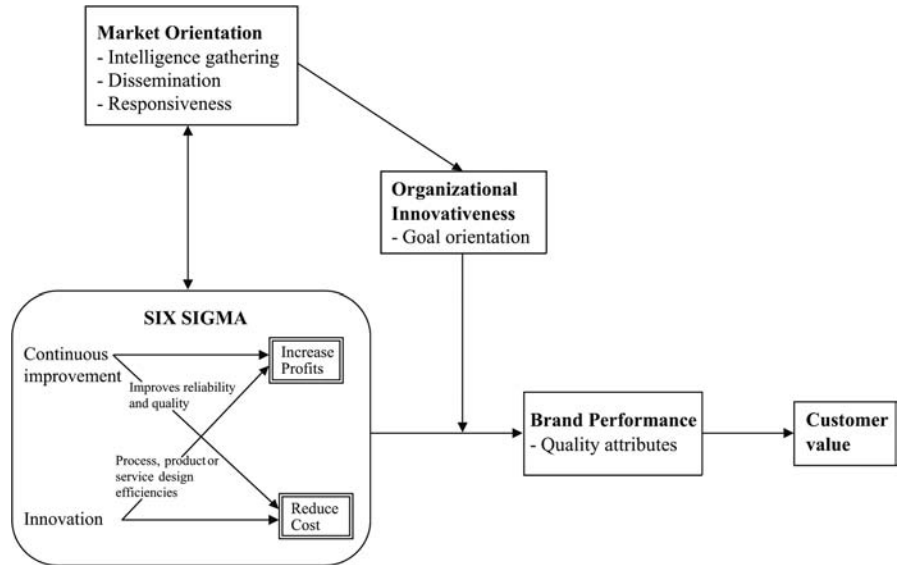 Market Orientation
- Intelligence gathering
- Dissemination
- Responsiveness
Organizational
Innovativeness
- Goal orientation
SIX SIGMA
Continuous
improvement
Increase
Profits
Improves reliability
and quality
Process, product or
service design
efficiencies
Innovation
Reduce
Cost
Brand Performance
- Quality attributes
Customer
value